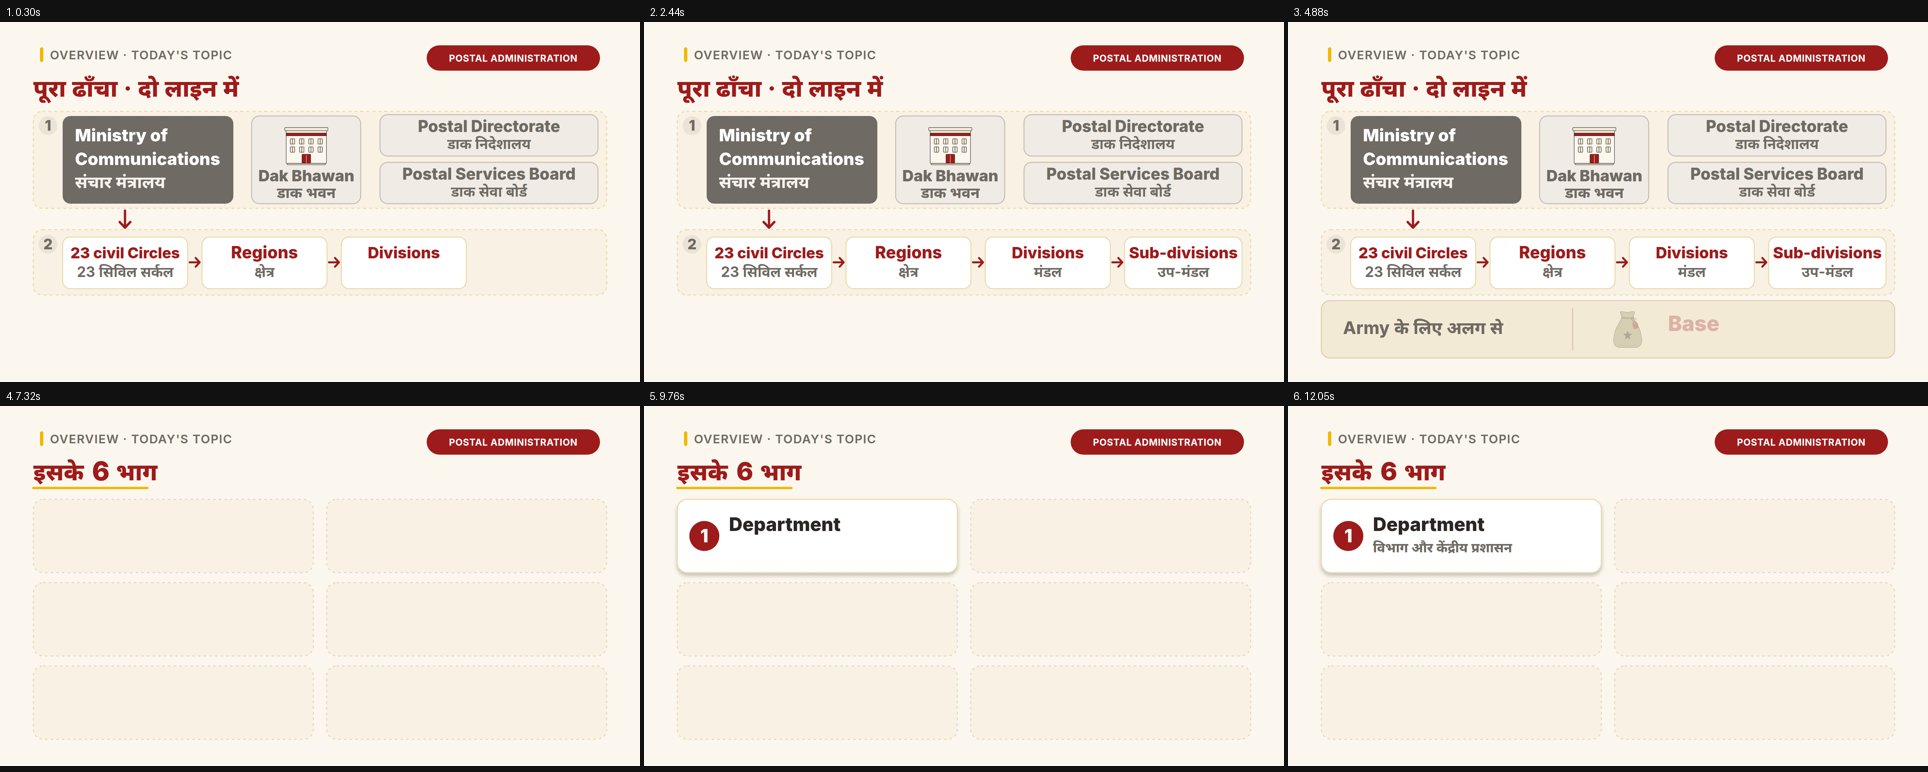 1. 0.30s
OVERVIEW · TODAY'S TOPIC
POSTAL ADMINISTRATION
पूरा ढाँचा · दो लाइन में
1
Ministry of
Communications
संचार मंत्रालय
Dak Bhawan
डाक भवन
Postal Directorate
डाक निदेशालय
Postal Services Board
डाक सेवा बोर्ड
2
23 civil Circles
23 सिविल सर्कल
Regions
क्षेत्र
Divisions
2. 2.44s
OVERVIEW · TODAY'S TOPIC
POSTAL ADMINISTRATION
पूरा ढाँचा · दो लाइन में
1
Ministry of
Communications
संचार मंत्रालय
Dak Bhawan
डाक भवन
Postal Directorate
डाक निदेशालय
Postal Services Board
डाक सेवा बोर्ड
2
23 civil Circles
23 सिविल सर्कल
Regions
क्षेत्र
Divisions
मंडल
Sub-divisions
उप-मंडल
3. 4.88s
OVERVIEW · TODAY'S TOPIC
POSTAL ADMINISTRATION
पूरा ढाँचा · दो लाइन में
1
Ministry of
Communications
संचार मंत्रालय
Dak Bhawan
डाक भवन
Postal Directorate
डाक निदेशालय
Postal Services Board
डाक सेवा बोर्ड
2
23 civil Circles
23 सिविल सर्कल
Regions
क्षेत्र
Divisions
मंडल
Sub-divisions
उप-मंडल
Army के लिए अलग से
Base
4. 7.32s
OVERVIEW · TODAY'S TOPIC
POSTAL ADMINISTRATION
इसके 6 भाग
5. 9.76s
OVERVIEW · TODAY'S TOPIC
POSTAL ADMINISTRATION
इसके 6 भाग
1
Department
6. 12.05s
OVERVIEW · TODAY'S TOPIC
POSTAL ADMINISTRATION
इसके 6 भाग
1
Department
विभाग और केंद्रीय प्रशासन